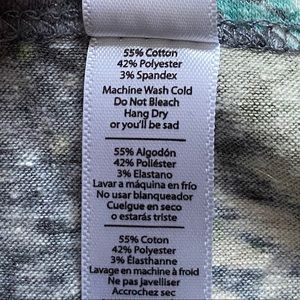 55% Cotton
42% Polyester
3% Spandex
Machine Wash Cold
Do Not Bleach
Hang Dry
or you'll be sad
55% Algodón
42% Poliéster
3% Elastano
Lavar a máquina en frío
No usar blanqueador
Cuelgue en seco
o estarás triste
55% Coton
42% Polyester
3% Élasthanne
Lavage en machine à froid
Ne pas javelliser
Accrochez sec